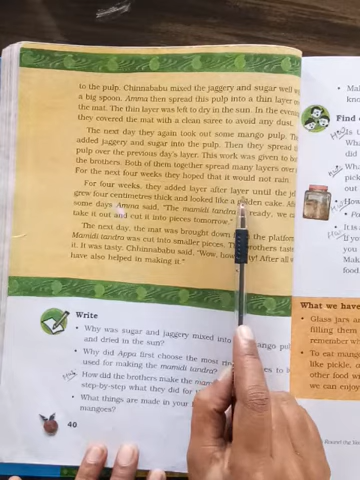 to the pulp. Chinnababu mixed the jaggery and sugar well
a big spoon. Amma then spread this pulp into a thin layer
the mat. The thin layer was left to dry in the sun. In the
they covered the mat with a clean saree to avoid any dust.
The next day they again took out some mango pulp.
added jaggery and sugar into the pulp. Then they spread
pulp over the previous day's layer. This work was given to
the brothers. Both of them together spread many layers
For the next four weeks they hoped that it would not rain.
For four weeks, they added layer after layer until the
grew four centimetres thick and looked like a golden cake.
some days Amma said, "The mamidi tandra is ready, we
take it out and cut it into pieces tomorrow."
The next day, the mat was brought down from the platform
Mamidi tandra was cut into smaller pieces. The brothers
it. It was tasty! Chinnababu said, "Wow, After all
have also helped in making it."
Write
• Why was sugar and jaggery mixed into mango
and dried in the sun?
• Why did Appa first choose the most
used for making the mamidi tandra?
• How did the brothers make the
step-by-step what they did for
• What things are made in your
mangoes?
40
Find
What we have
• Glass jars
filling them
remember
• To eat
like pickle,
other food
we can enjoy
Round the